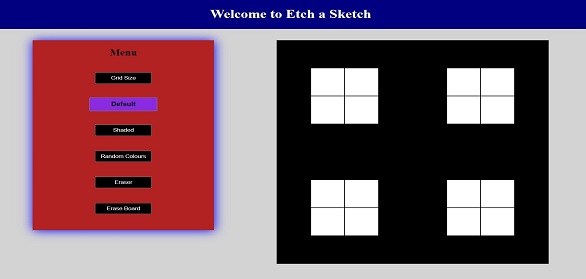 Welcome to Etch a Sketch
Menu
Grid Size
Default
Shaded
Random Colours
Eraser
Erase Board